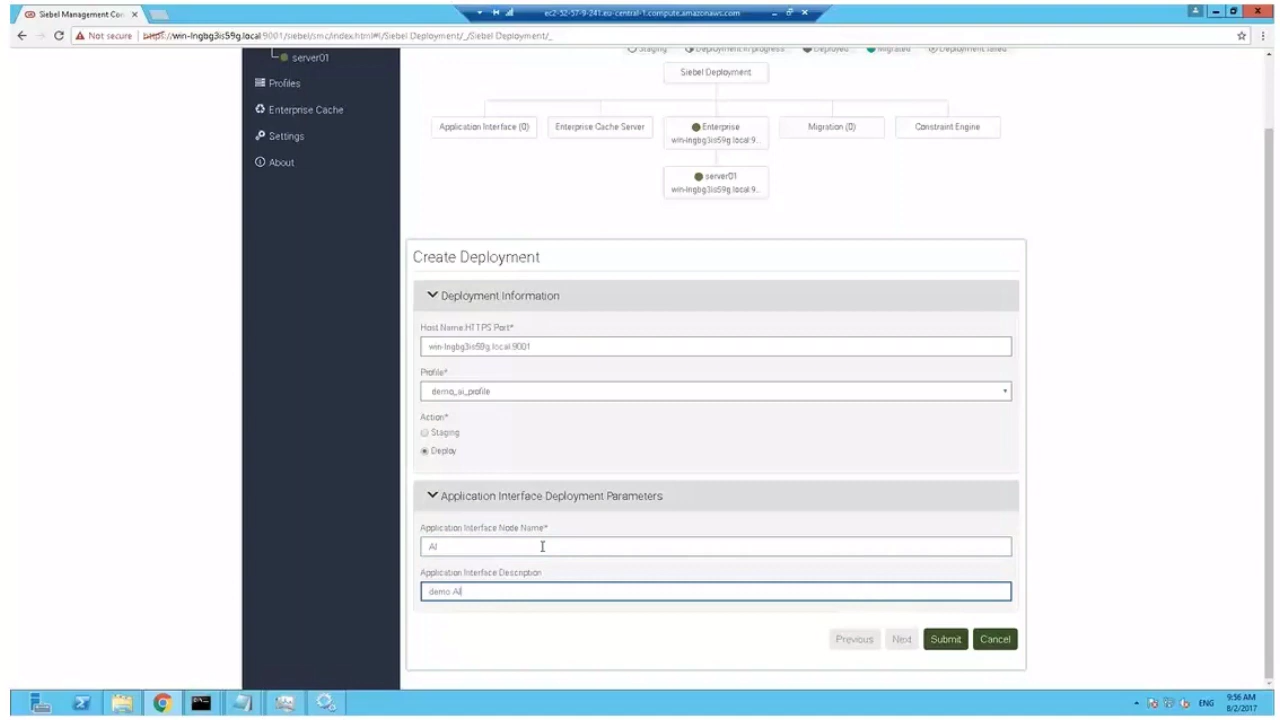 Siebel Management Con
ec2-52-57-9-241.eu-central-1.compute.amazonaws.com
Not secure https://win-lngbg3is59g.local:9001/siebel/smc/index.html#!/Siebel Deployment/_/Siebel Deployment/_
server01
Profiles
Enterprise Cache
Settings
About
Staging Deployment in progress Deployed Migrated Deployment failed
Siebel Deployment
Application Interface (0) Enterprise Cache Server Enterprise Migration (0) Constraint Engine
win-lngbg3is59g.local:9...
server01
win-lngbg3is59g.local:9...
Create Deployment
Deployment Information
Host Name:HTTPS Port*
win-lngbg3is59g.local:9001
Profile*
demo_ai_profile
Action*
Staging
Deploy
Application Interface Deployment Parameters
Application Interface Node Name*
AI
Application Interface Description
demo AI
Previous Next Submit Cancel
ENG
9:56 AM
8/2/2017